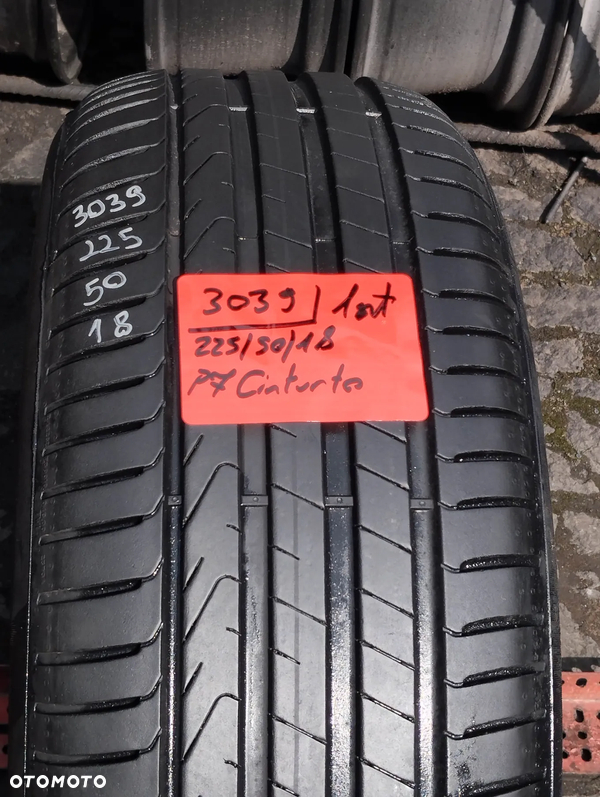 3039
225
50
18
3039 / 1szt
225/50/18
P7 Cinturato
OTOMOTO